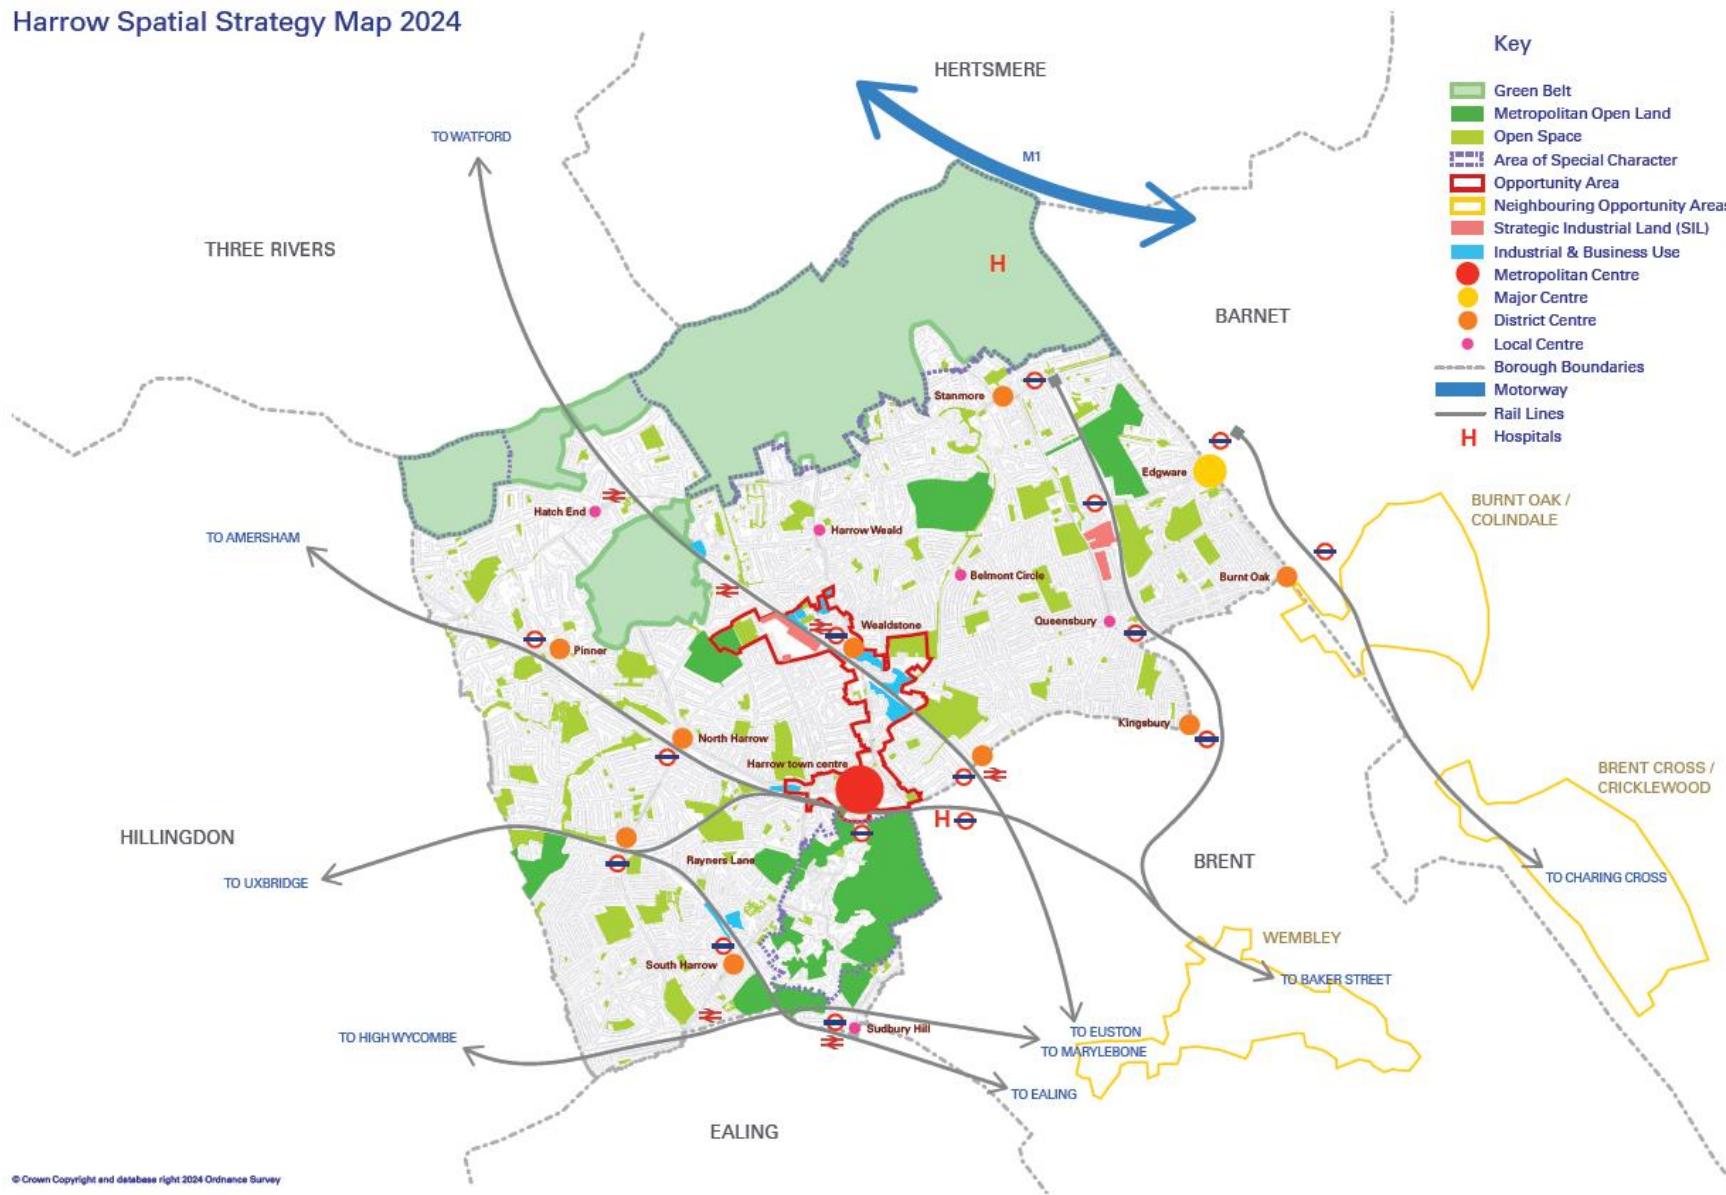 Harrow Spatial Strategy Map 2024
Key
Green Belt
Metropolitan Open Land
Open Space
Area of Special Character
Opportunity Area
Neighbouring Opportunity Areas
Strategic Industrial Land (SIL)
Industrial & Business Use
Metropolitan Centre
Major Centre
District Centre
Local Centre
Borough Boundaries
Motorway
Rail Lines
H Hospitals
HERTSMERE
TO WATFORD
M1
THREE RIVERS
H
BARNET
Stanmore
Edgware
BURNT OAK /
COLINDALE
Hatch End
Harrow Weald
TO AMERSHAM
Belmont Circle
Burnt Oak
Queensbury
Wealdstone
Pinner
Kingsbury
North Harrow
Harrow town centre
BRENT CROSS /
CRICKLEWOOD
H
HILLINGDON
Rayners Lane
BRENT
TO UXBRIDGE
TO CHARING CROSS
WEMBLEY
South Harrow
TO BAKER STREET
Sudbury Hill
TO HIGH WYCOMBE
TO EUSTON
TO MARYLEBONE
TO EALING
EALING
© Crown Copyright and database right 2024 Ordnance Survey